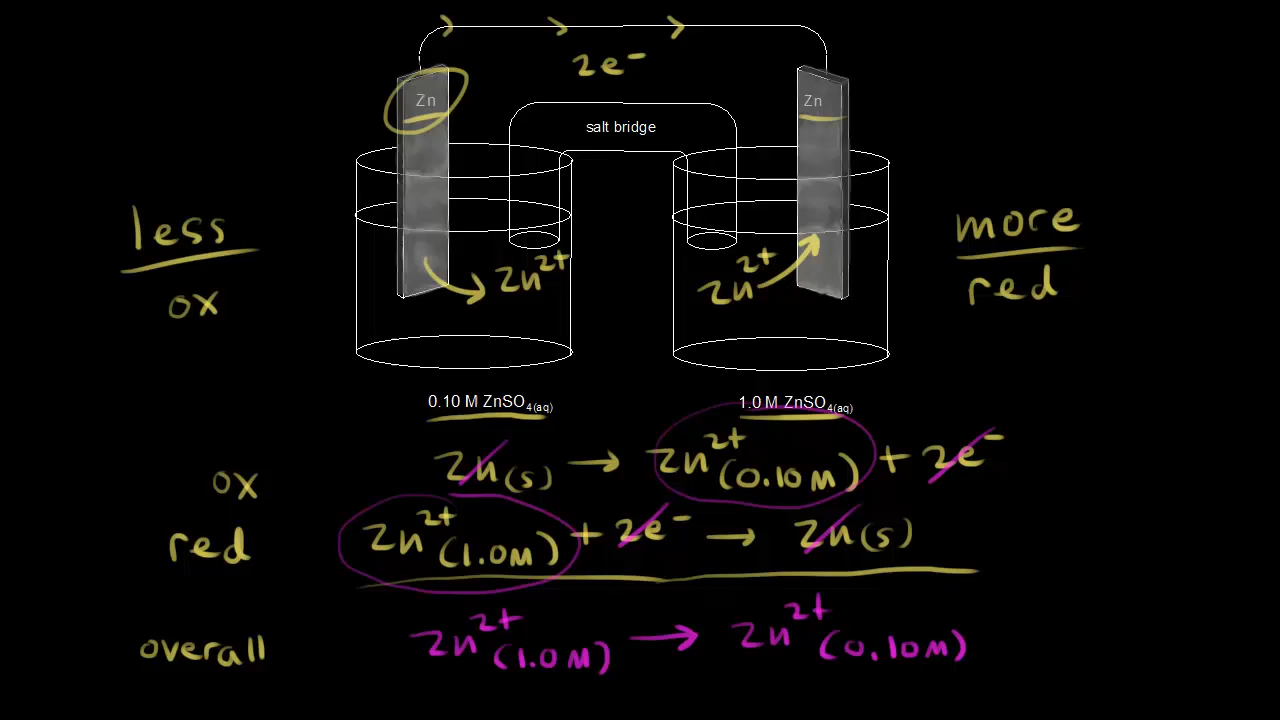 2e⁻
Zn
Zn
salt bridge
less
ox
Zn²⁺
Zn²⁺
more
red
0.10 M ZnSO₄(aq)
1.0 M ZnSO₄(aq)
ox Zn(s) → Zn²⁺(0.10M) + 2e⁻
red Zn²⁺(1.0M) + 2e⁻ → Zn(s)
overall Zn²⁺(1.0M) → Zn²⁺(0.10M)